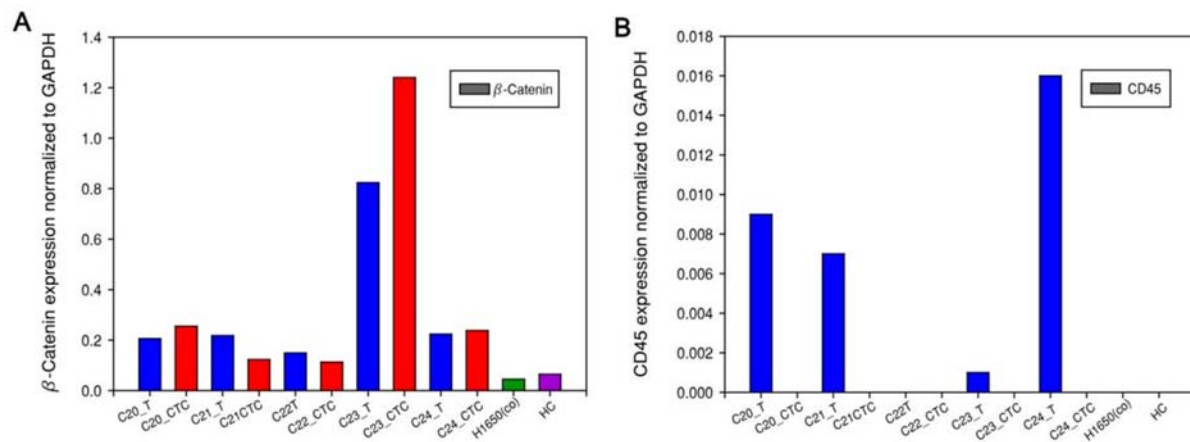 A
β-Catenin expression normalized to GAPDH
1.4
1.2
1.0
0.8
0.6
0.4
0.2
0.0
β-Catenin
C20_T
C20_CTC
C21_T
C21CTC
C22T
C22_CTC
C23_T
C23_CTC
C24_T
C24_CTC
H1650(co)
HC
B
CD45 expression normalized to GAPDH
0.018
0.016
0.014
0.012
0.010
0.008
0.006
0.004
0.002
0.000
CD45
C20_T
C20_CTC
C21_T
C21CTC
C22T
C22_CTC
C23_T
C23_CTC
C24_T
C24_CTC
H1650(co)
HC